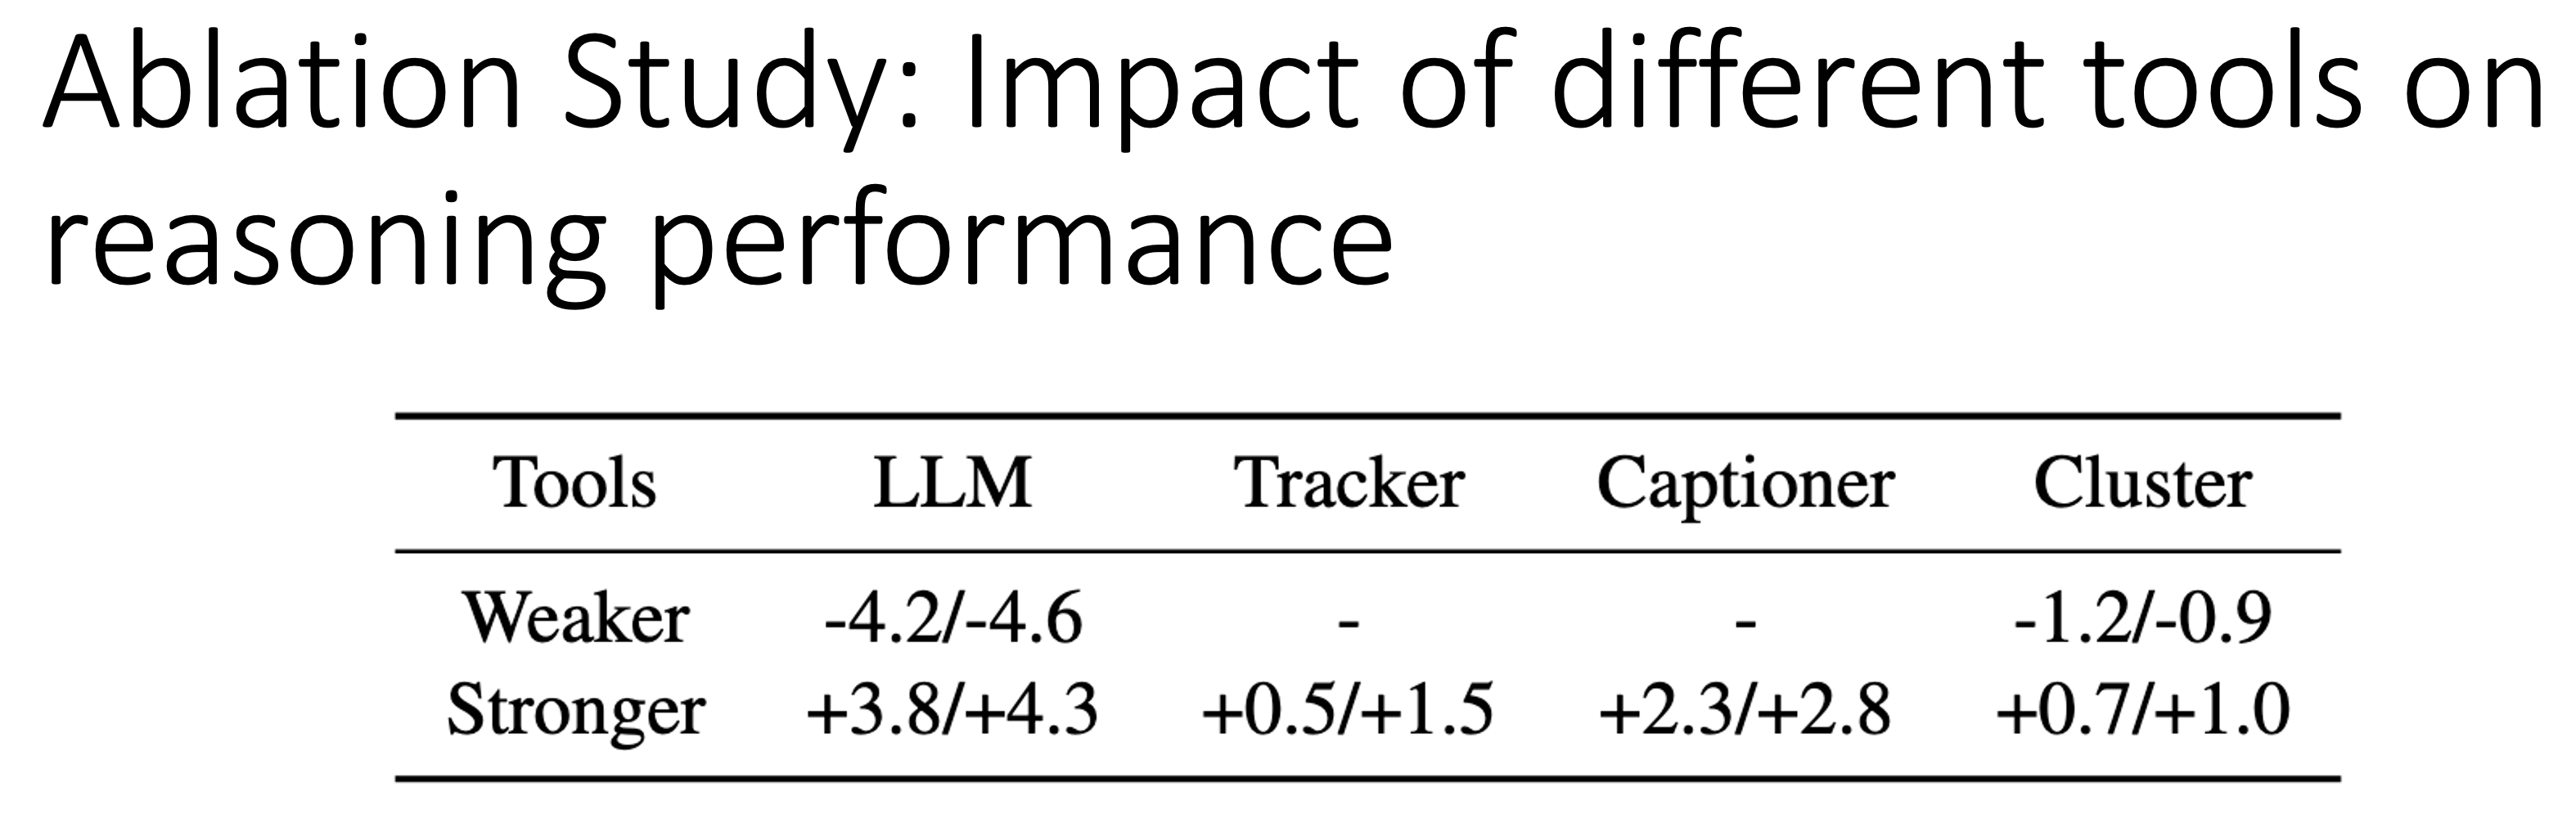 Ablation Study: Impact of different tools on
reasoning performance
Tools LLM Tracker Captioner Cluster
Weaker -4.2/-4.6 - - -1.2/-0.9
Stronger +3.8/+4.3 +0.5/+1.5 +2.3/+2.8 +0.7/+1.0